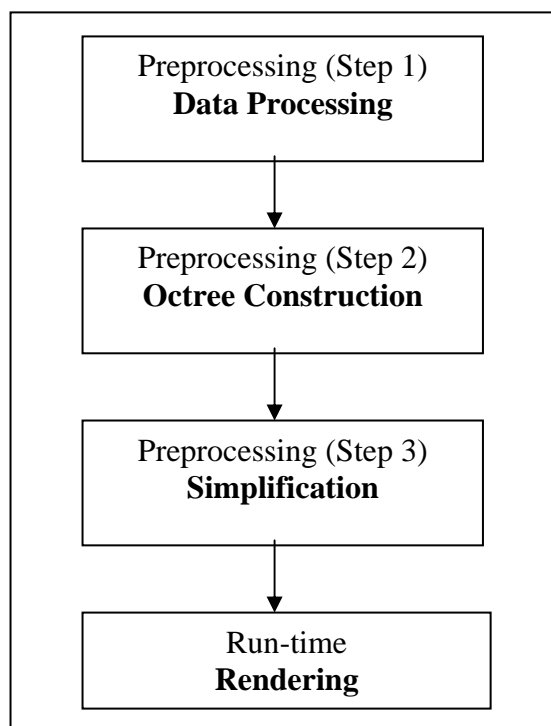 Preprocessing (Step 1)
Data Processing
Preprocessing (Step 2)
Octree Construction
Preprocessing (Step 3)
Simplification
Run-time
Rendering